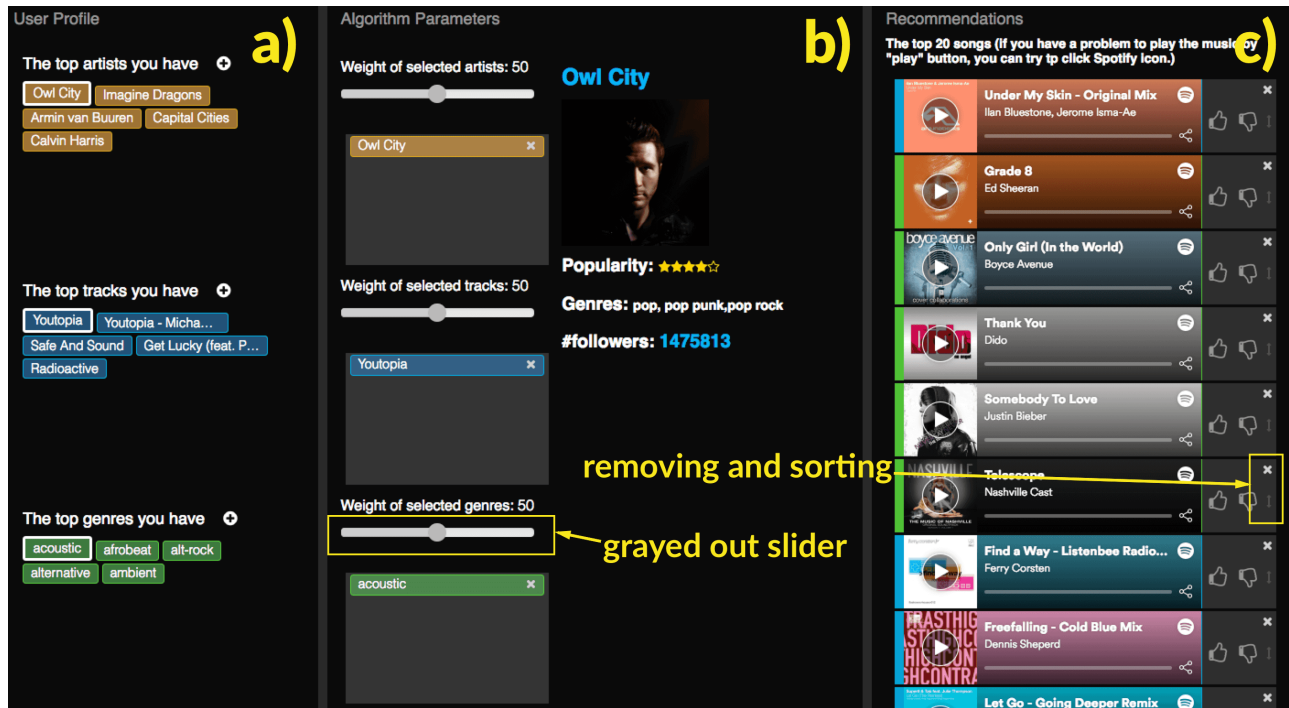 User Profile
a)
The top artists you have
Owl City
Imagine Dragons
Armin van Buuren
Capital Cities
Calvin Harris
The top tracks you have
Youtopia
Youtopia - Micha...
Safe And Sound
Get Lucky (feat. P...
Radioactive
The top genres you have
acoustic
afrobeat
alt-rock
alternative
ambient
Algorithm Parameters
b)
Weight of selected artists: 50
Owl City
Weight of selected tracks: 50
Youtopia
Weight of selected genres: 50
acoustic
Owl City
Popularity:
Genres: pop, pop punk,pop rock
#followers: 1475813
removing and sorting
grayed out slider
Recommendations
c)
The top 20 songs (if you have a problem to play the music by
"play" button, you can try tp click Spotify icon.)
Under My Skin - Original Mix
Ilan Bluestone, Jerome Isma-Ae
Grade 8
Ed Sheeran
boyce avenue
cover collaborations
Only Girl (In the World)
Boyce Avenue
Thank You
Dido
Somebody To Love
Justin Bieber
NASHVILLE
THE MUSIC OF NASHVILLE
Telescope
Nashville Cast
Find a Way - Listenbee Radio...
Ferry Corsten
Freefalling - Cold Blue Mix
Dennis Sheperd
Let Go - Going Deeper Remix